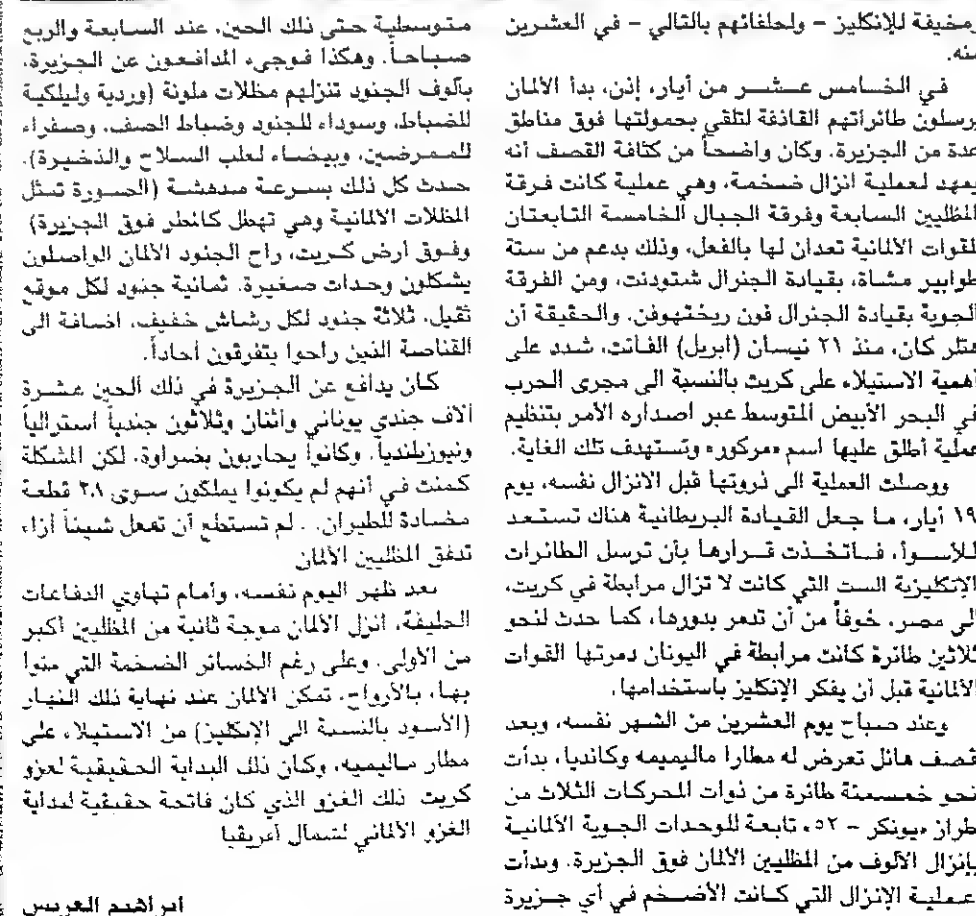 ومخيفة للإنكليز – ولحلفائهم بالتالي – في العشرين
منه.
في الخامس عشر من أيار، إذن، بدأ الألمان
يرسلون طائراتهم القاذفة لتلقي بحمولتها فوق مناطق
عدة من الجزيرة. وكان واضحاً من كثافة القصف أنه
يمهد لعملية انزال ضخمة، وهي عملية كانت فرقة
المظليين السابعة وفرقة الجبال الخامسة التابعتان
للقوات الألمانية تعدان لها بالفعل، وذلك بدعم من ستة
طوابير مشاة، بقيادة الجنرال شتودنت، ومن الفرقة
الجوية بقيادة الجنرال فون ريختهوفن. والحقيقة أن
هتلر كان، منذ ٢١ نيسان (ابريل) الفائت، شدد على
أهمية الاستيلاء على كريت بالنسبة الى مجرى الحرب
في البحر الأبيض المتوسط عبر اصداره الأمر بتنظيم
عملية أطلق عليها اسم «مركور» وتستهدف تلك الغاية.
ووصلت العملية الى ذروتها قبل الانزال نفسه، يوم
١٩ أيار، ما جعل القيادة البريطانية هناك تستعد
للأسوأ، فاتخذت قرارها بأن ترسل الطائرات
الإنكليزية الست التي كانت لا تزال مرابطة في كريت،
الى مصر، خوفاً من أن تدمر بدورها، كما حدث لنحو
ثلاثين طائرة كانت مرابطة في اليونان دمرتها القوات
الألمانية قبل أن يفكر الإنكليز باستخدامها.
وعند صباح يوم العشرين من الشهر نفسه، وبعد
قصف هائل تعرض له مطارا ماليميه وكانديا، بدأت
نحو خمسمئة طائرة من ذوات المحركات الثلاث من
طراز «يونكر – ٥٢» تابعة للوحدات الجوية الألمانية
بإنزال الآلوف من المظليين الألمان فوق الجزيرة. وبدأت
عملية الإنزال التي كانت الأضخم في أي جزيرة
متوسطية حتى ذلك الحين، عند السابعة والربع
صباحاً. وهكذا فوجىء المدافعون عن الجزيرة،
بآلوف الجنود تنزلهم مظلات ملونة (وردية وليلكية
للضباط، وسوداء للجنود وضباط الصف، وصفراء
للممرضين، وبيضاء لعلب السلاح والذخيرة).
حدث كل ذلك بسرعة مدهشة (الصورة تمثل
المظلات الألمانية وهي تهطل كالمطر فوق الجزيرة)
وفوق أرض كريت، راح الجنود الألمان الواصلون
يشكلون وحدات صغيرة. ثمانية جنود لكل موقع
ثقيل، ثلاثة جنود لكل رشاش خفيف، اضافة الى
القناصة الذين راحوا يتفرقون أحاداً.
كان يدافع عن الجزيرة في ذلك الحين عشرة
آلاف جندي يوناني وأثنان وثلاثون جندياً استرالياً
ونيوزيلندياً. وكانوا يحاربون بضراوة. لكن المشكلة
كمنت في أنهم لم يكونوا يملكون سوى قطعة
مضادة للطيران.. لم تستطع أن تفعل شيئاً أزاء
تدفق المظليين الألمان
بعد ظهر اليوم نفسه، وأمام تهاوي الدفاعات
الحليفة، انزل الألمان موجة ثانية من المظليين أكبر
من الأولى. وعلى رغم الخسائر الضخمة التي منوا
بها، بالأرواح، تمكن الألمان عند نهاية ذلك النهار
(الأسود بالنسبة الى الإنكليز) من الاستيلاء على
مطار ماليميه، وكان ذلك البداية الحقيقية لغزو
كريت ذلك الغزو الذي كان فاتحة حقيقية لبداية
الغزو الألماني لشمال أفريقيا
ابراهيم العريس